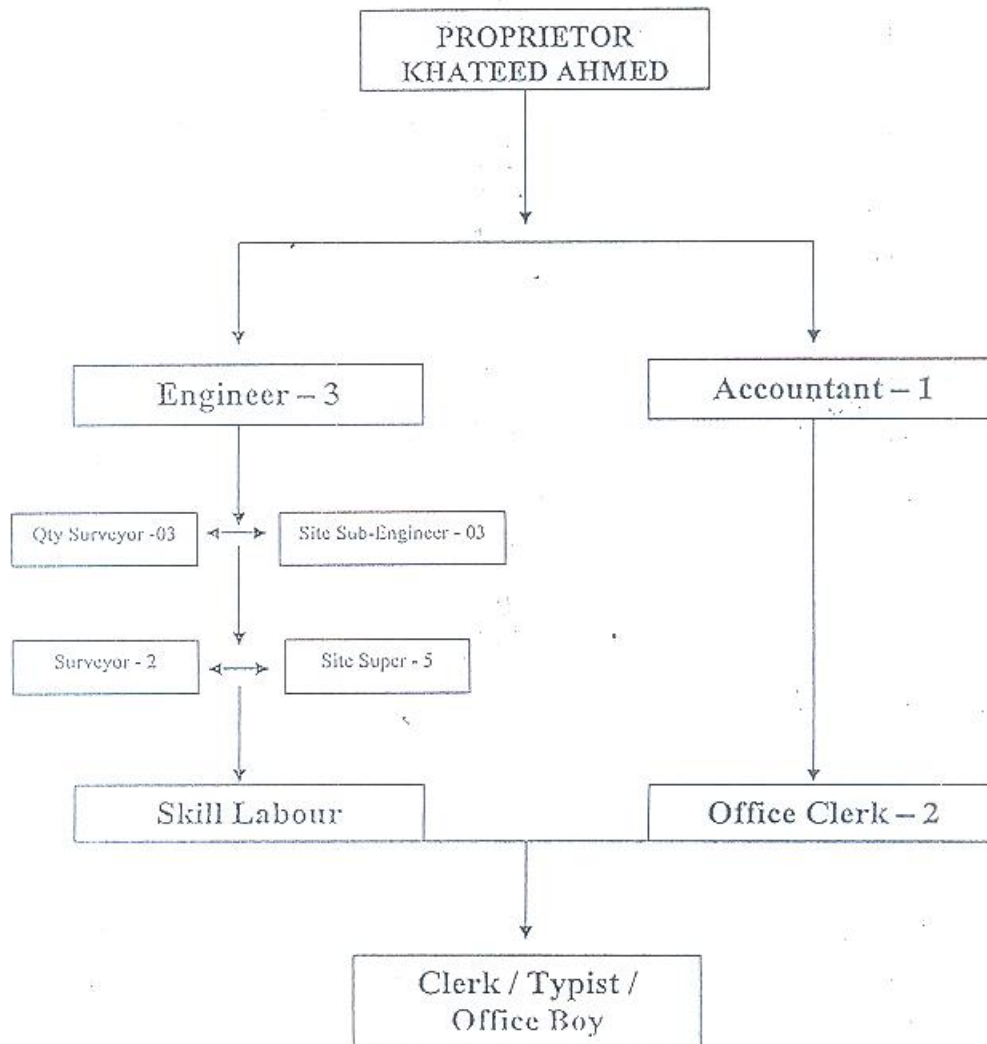 PROPRIETOR
KHATEED AHMED
Engineer – 3
Accountant – 1
Qty Surveyor -03
Site Sub-Engineer - 03
Surveyor - 2
Site Super - 5
Skill Labour
Office Clerk – 2
Clerk / Typist /
Office Boy